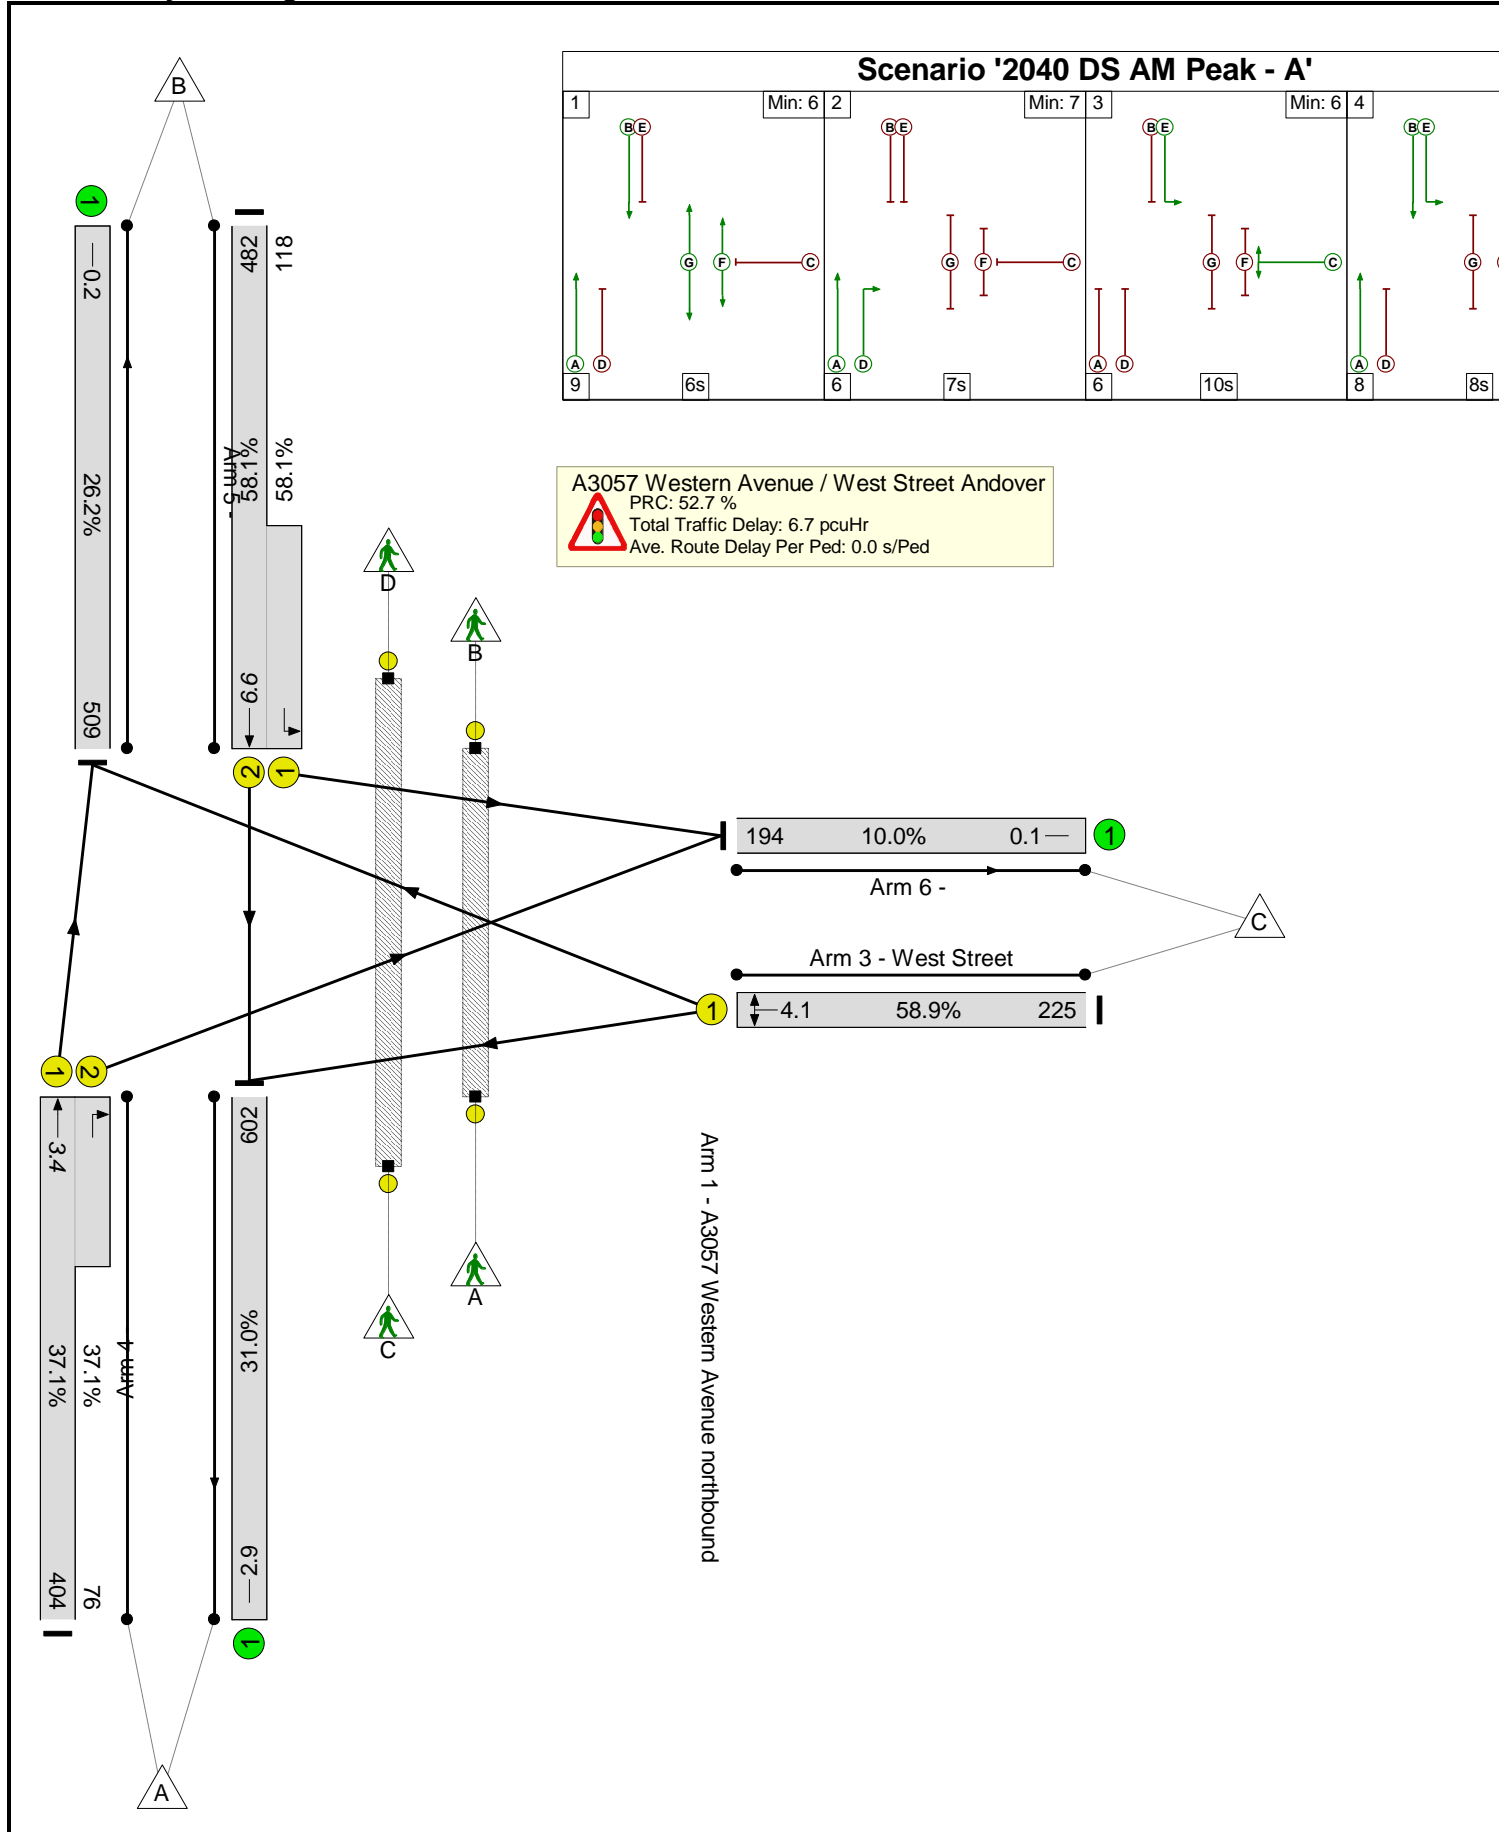 Scenario '2040 DS AM Peak - A'
1 Min: 6 2 Min: 7 3 Min: 6 4
B E B E B E B E
G F C G F C G F C G
A D A D A D A D
9 6s 6 7s 6 10s 8 8s
A3057 Western Avenue / West Street Andover
PRC: 52.7 %
Total Traffic Delay: 6.7 pcuHr
Ave. Route Delay Per Ped: 0.0 s/Ped
B
1
0.2 26.2% 509
Arm 5 -
482 58.1% 6.6
118 58.1%
2 1
D
B
194 10.0% 0.1 1
Arm 6 -
C
Arm 3 - West Street
1 4.1 58.9% 225
1 2
3.4 37.1% 404
37.1% 76
Arm 4
602 31.0% 2.9
1
A
C
Arm 1 - A3057 Western Avenue northbound
A